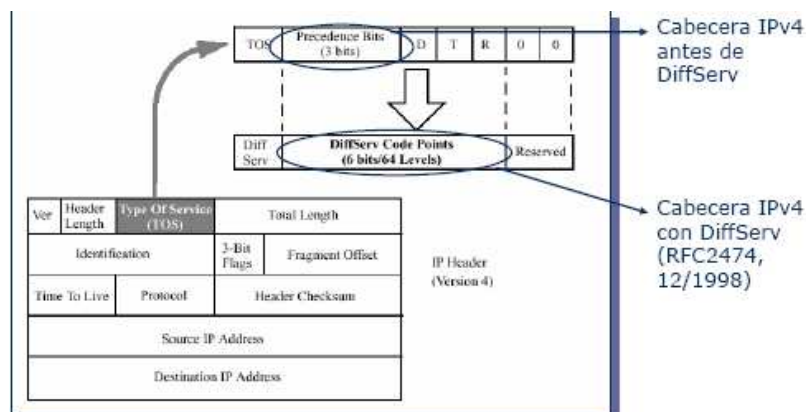 TOS Precedence Bits (3 bits) D T R 0 0
Cabecera IPv4
antes de
DiffServ
Diff Serv DiffServ Code Points (6 bits/64 Levels) Reserved
Cabecera IPv4
con DiffServ
(RFC2474,
12/1998)
Ver Header Length Type Of Service (TOS) Total Length
Identification 3-Bit Flags Fragment Offset
Time To Live Protocol Header Checksum
Source IP Address
Destination IP Address
IP Header
(Version 4)